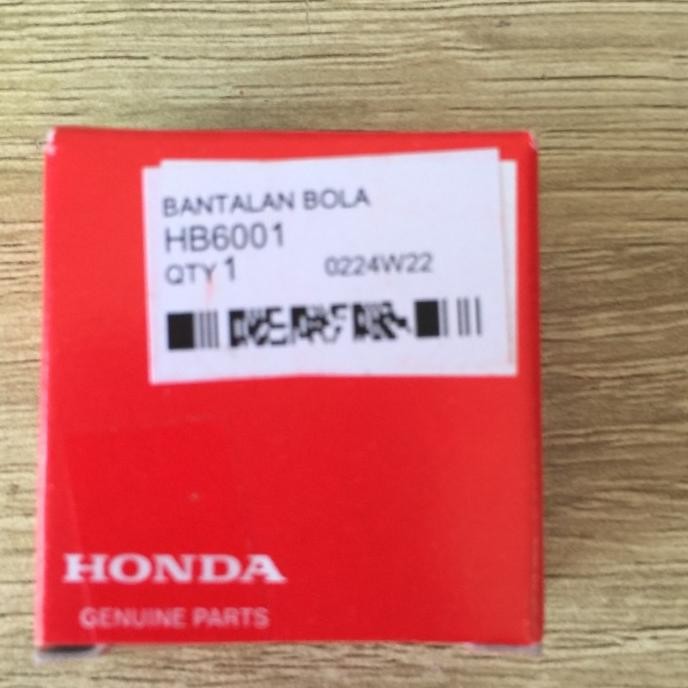 BANTALAN BOLA
HB6001
QTY 1 0224W22
HONDA
GENUINE PARTS